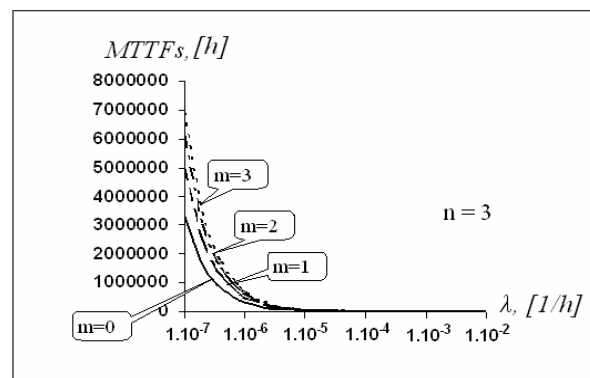 MTTFs, [h]
8000000
7000000
6000000
5000000
4000000
3000000
2000000
1000000
0
m=3
m=2
m=1
m=0
n = 3
λ, [1/h]
1.10⁻⁷ 1.10⁻⁶ 1.10⁻⁵ 1.10⁻⁴ 1.10⁻³ 1.10⁻²